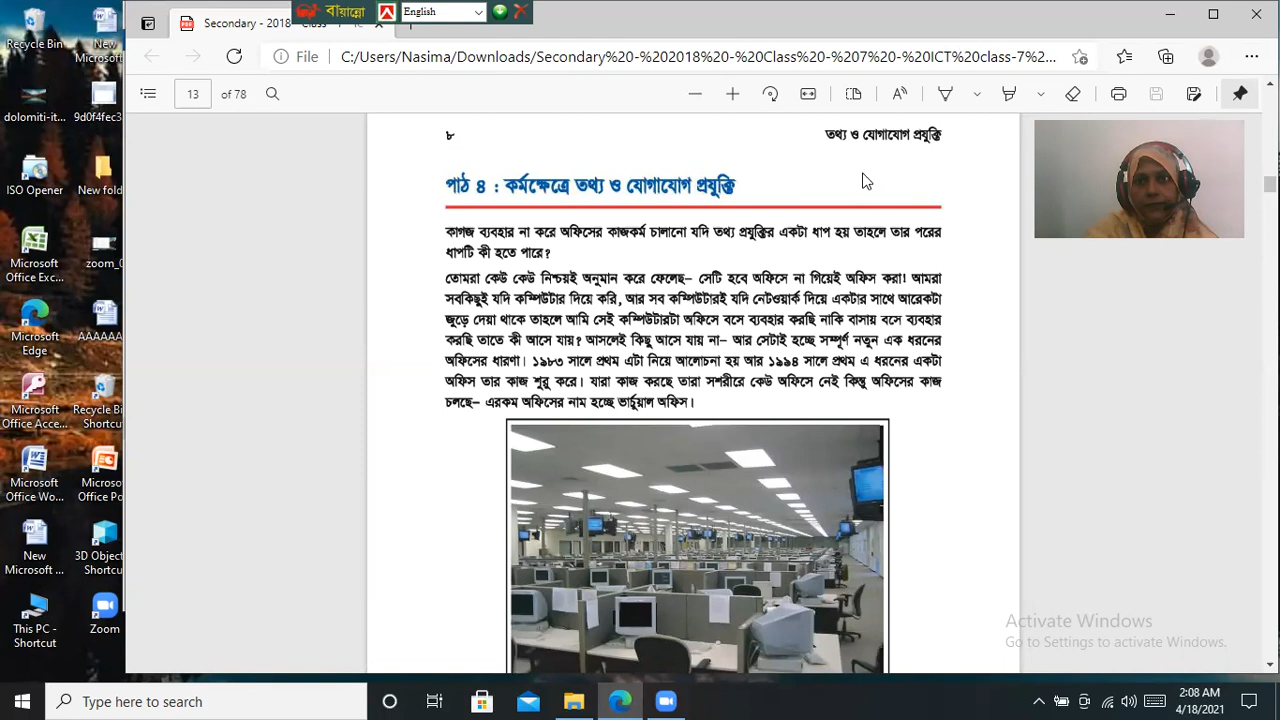 বায়ান্নো
English
Secondary - 2018 - Class - 7 - IC
File
C:/Users/Nasima/Downloads/Secondary%20-%202018%20-%20Class%20-%207%20-%20ICT%20class-7%2...
13
of 78
৮
তথ্য ও যোগাযোগ প্রযুক্তি
পাঠ ৪ : কর্মক্ষেত্রে তথ্য ও যোগাযোগ প্রযুক্তি
কাগজ ব্যবহার না করে অফিসের কাজকর্ম চালানো যদি তথ্য প্রযুক্তির একটা ধাপ হয় তাহলে তার পরের
ধাপটি কী হতে পারে?
তোমরা কেউ কেউ নিশ্চয়ই অনুমান করে ফেলেছ– সেটি হবে অফিসে না গিয়েই অফিস করা! আমরা
সবকিছুই যদি কম্পিউটার দিয়ে করি, আর সব কম্পিউটারই যদি নেটওয়ার্ক দিয়ে একটার সাথে আরেকটা
জুড়ে দেয়া থাকে তাহলে আমি সেই কম্পিউটারটা অফিসে বসে ব্যবহার করছি নাকি বাসায় বসে ব্যবহার
করছি তাতে কী আসে যায়? আসলেই কিছু আসে যায় না– আর সেটাই হচ্ছে সম্পূর্ণ নতুন এক ধরনের
অফিসের ধারণা। ১৯৮৩ সালে প্রথম এটা নিয়ে আলোচনা হয় আর ১৯৯৪ সালে প্রথম এ ধরনের একটা
অফিস তার কাজ শুরু করে। যারা কাজ করছে তারা সশরীরে কেউ অফিসে নেই কিন্তু অফিসের কাজ
চলছে– এরকম অফিসের নাম হচ্ছে ভার্চুয়াল অফিস।
Recycle Bin
New
Microsoft...
dolomiti-it...
9d0f4fec3...
ISO Opener
New folder
Microsoft
Office Exc...
zoom_0
Microsoft
Edge
New
Microsoft...
Microsoft
Office Acce...
Recycle Bin
Shortcut
Microsoft
Office Wo...
Microsoft
Office Po
New
Microsoft ...
3D Objects
Shortcut
This PC -
Shortcut
Zoom
Activate Windows
Go to Settings to activate Windows.
Type here to search
2:08 AM
4/18/2021